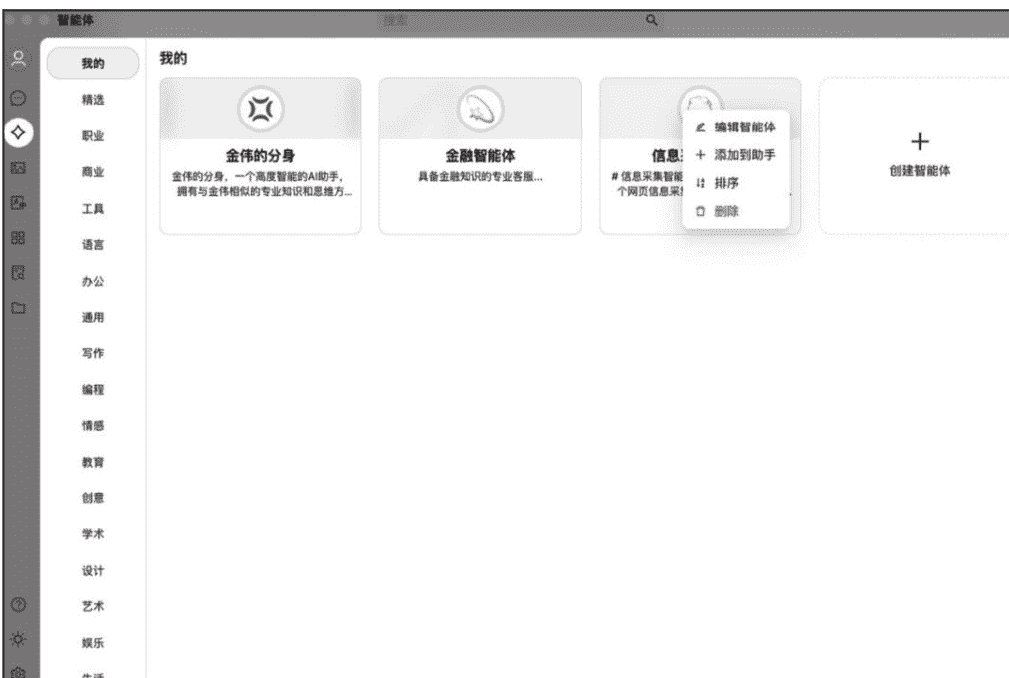 智能体
搜索
我的
精选
职业
商业
工具
语言
办公
通用
写作
编程
情感
教育
创意
学术
设计
艺术
娱乐
生活
我的
金伟的分身
金伟的分身，一个高度智能的AI助手，
拥有与金伟相似的专业知识和思维方...
金融智能体
具备金融知识的专业客服...
信息
# 信息采集智能
个网页信息采
编辑智能体
添加到助手
排序
删除
创建智能体